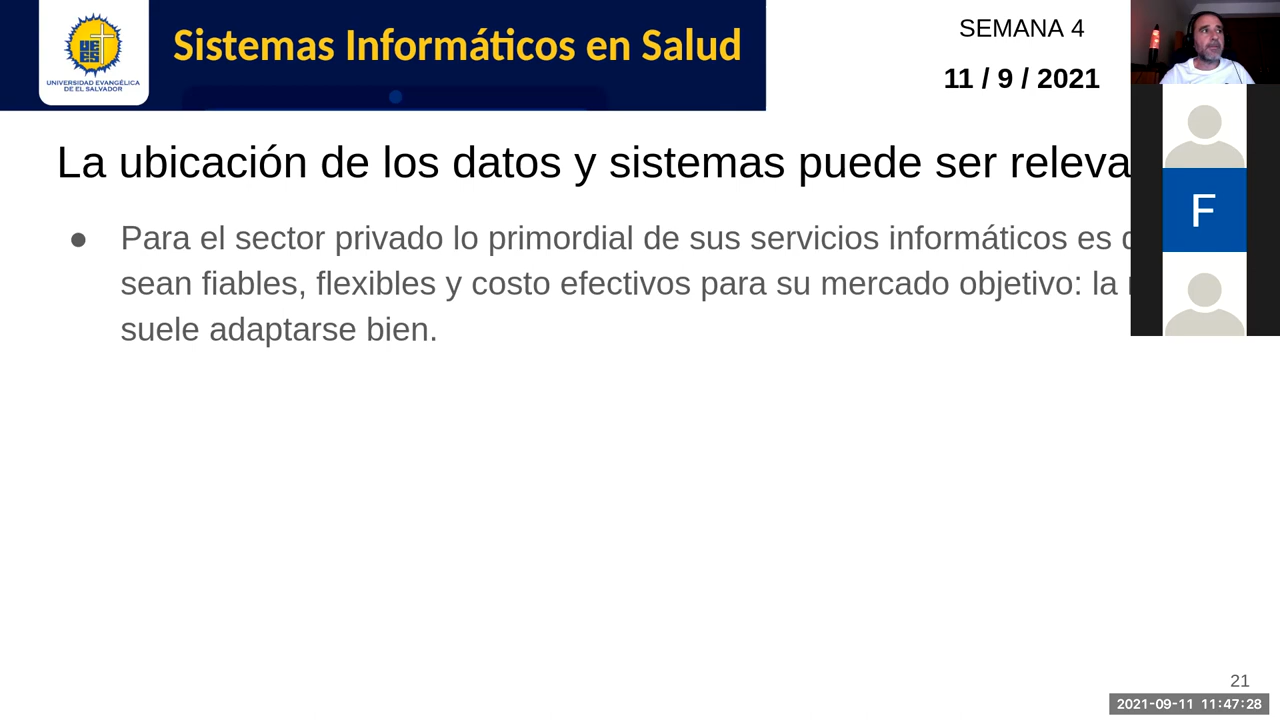 UNIVERSIDAD EVANGÉLICA
DE EL SALVADOR
Sistemas Informáticos en Salud
SEMANA 4
11 / 9 / 2021
La ubicación de los datos y sistemas puede ser releva
Para el sector privado lo primordial de sus servicios informáticos es
sean fiables, flexibles y costo efectivos para su mercado objetivo: la
suele adaptarse bien.
F
21
2021-09-11 11:47:28